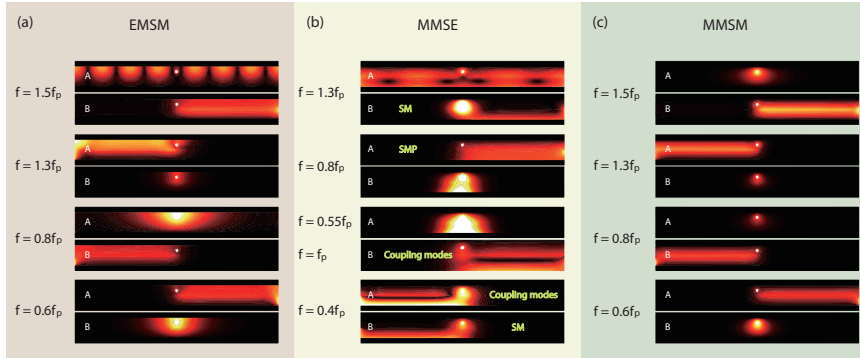 (a) EMSM
f = 1.5fp
A
B
f = 1.3fp
A
B
f = 0.8fp
A
B
f = 0.6fp
A
B
(b) MMSE
f = 1.3fp
A
B SM
f = 0.8fp
A SMP
B
f = 0.55fp
A
f = fp
B Coupling modes
f = 0.4fp
A Coupling modes
B SM
(c) MMSM
f = 1.5fp
A
B
f = 1.3fp
A
B
f = 0.8fp
A
B
f = 0.6fp
A
B